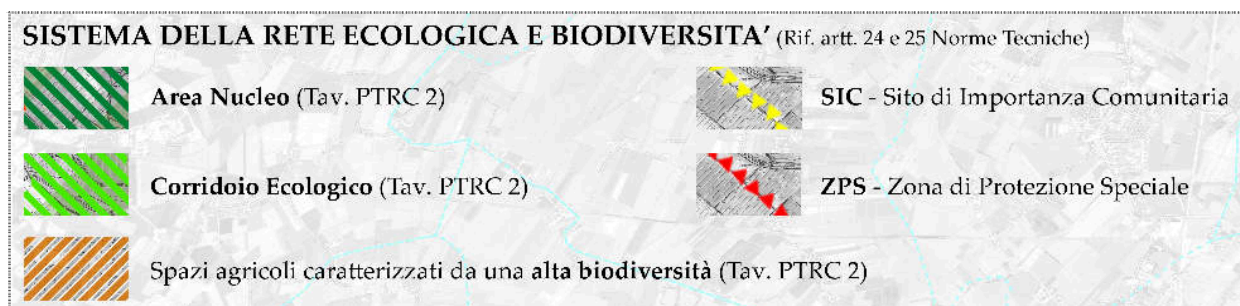 SISTEMA DELLA RETE ECOLOGICA E BIODIVERSITA' (Rif. artt. 24 e 25 Norme Tecniche)
Area Nucleo (Tav. PTRC 2)
SIC - Sito di Importanza Comunitaria
Corridoio Ecologico (Tav. PTRC 2)
ZPS - Zona di Protezione Speciale
Spazi agricoli caratterizzati da una alta biodiversità (Tav. PTRC 2)